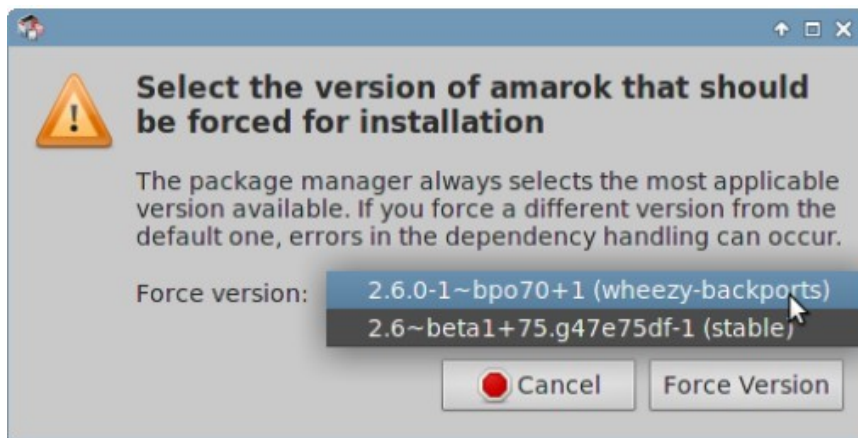 Select the version of amarok that should
be forced for installation
The package manager always selects the most applicable
version available. If you force a different version from the
default one, errors in the dependency handling can occur.
Force version: 2.6.0-1~bpo70+1 (wheezy-backports)
2.6~beta1+75.g47e75df-1 (stable)
Cancel Force Version